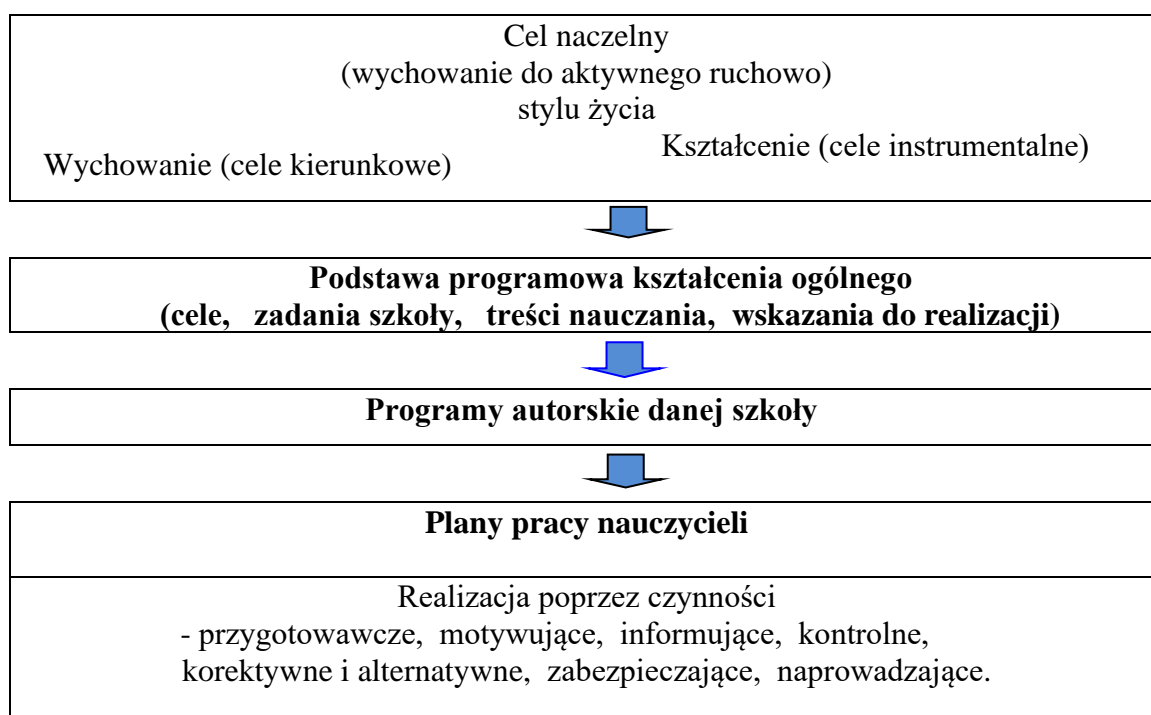 Cel naczelny
(wychowanie do aktywnego ruchowo)
stylu życia
Wychowanie (cele kierunkowe)
Kształcenie (cele instrumentalne)
Podstawa programowa kształcenia ogólnego
(cele, zadania szkoły, treści nauczania, wskazania do realizacji)
Programy autorskie danej szkoły
Plany pracy nauczycieli
Realizacja poprzez czynności
- przygotowawcze, motywujące, informujące, kontrolne,
korektywne i alternatywne, zabezpieczające, naprowadzające.